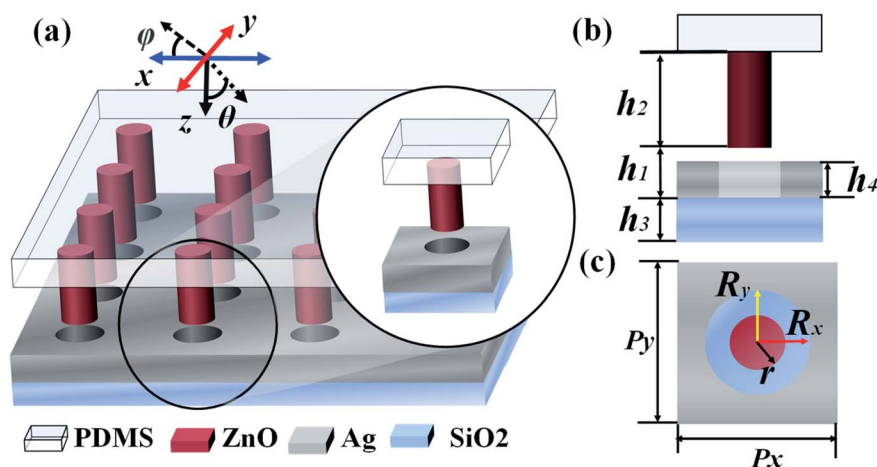 (a)
φ
y
x
z
θ
(b)
h2
h1
h4
h3
(c)
Ry
Rx
r
Py
Px
PDMS ZnO Ag SiO2